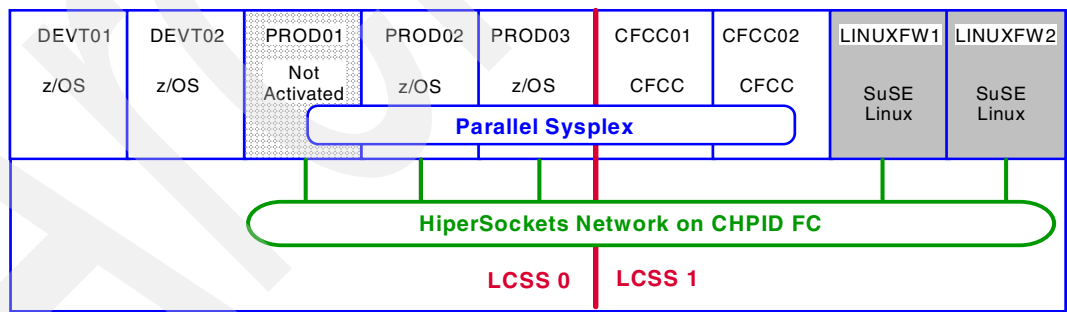 DEVT01 DEVT02 PROD01 PROD02 PROD03 CFCC01 CFCC02 LINUXFW1 LINUXFW2
z/OS z/OS Not Activated z/OS z/OS CFCC CFCC SuSE Linux SuSE Linux
Parallel Sysplex
HiperSockets Network on CHPID FC
LCSS 0 LCSS 1